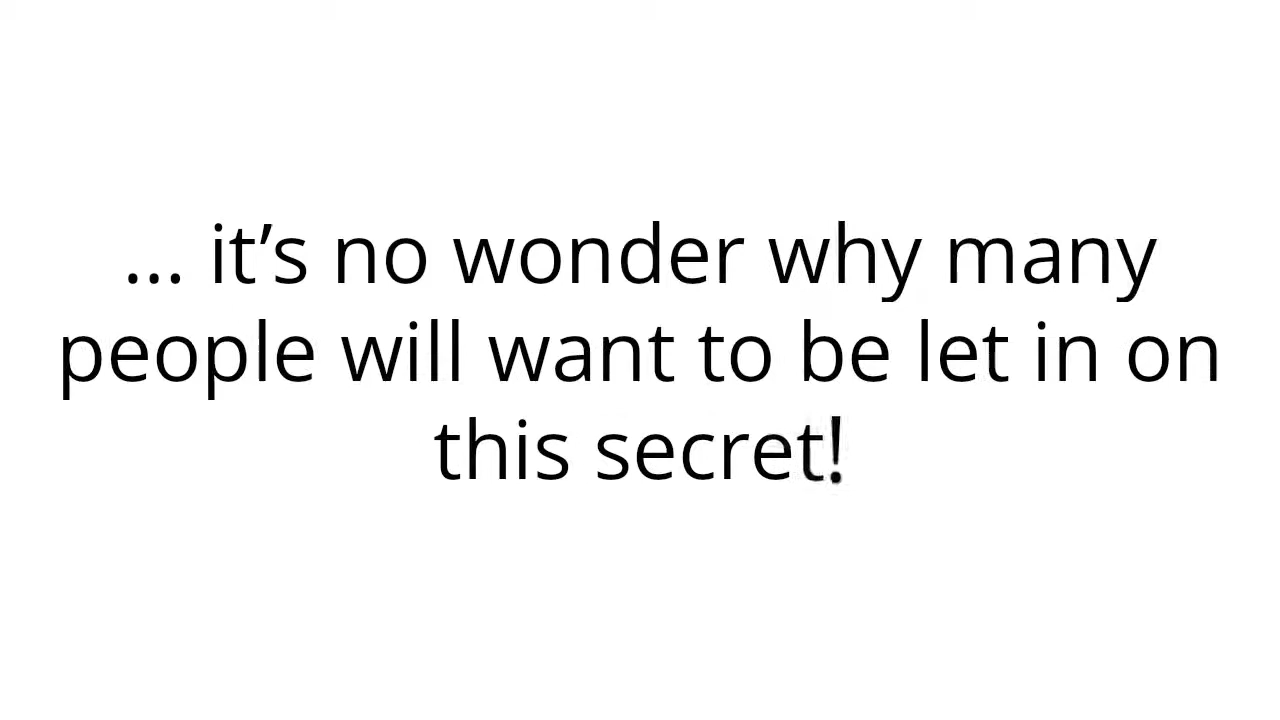 ... it’s no wonder why many
people will want to be let in on
this secret!